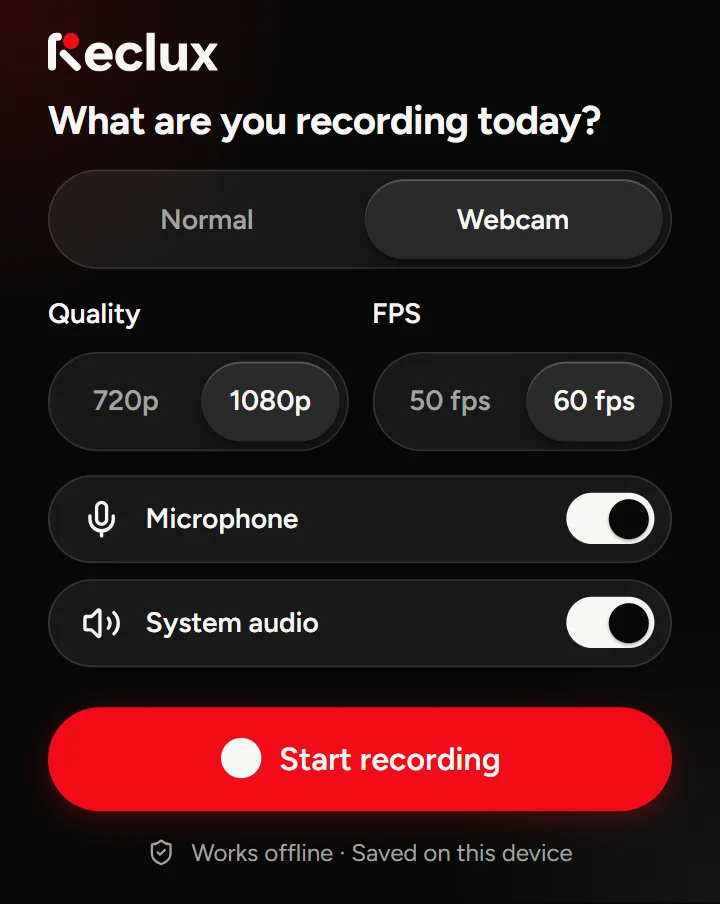 Reclux
What are you recording today?
Normal Webcam
Quality FPS
720p 1080p 50 fps 60 fps
Microphone
System audio
Start recording
Works offline · Saved on this device